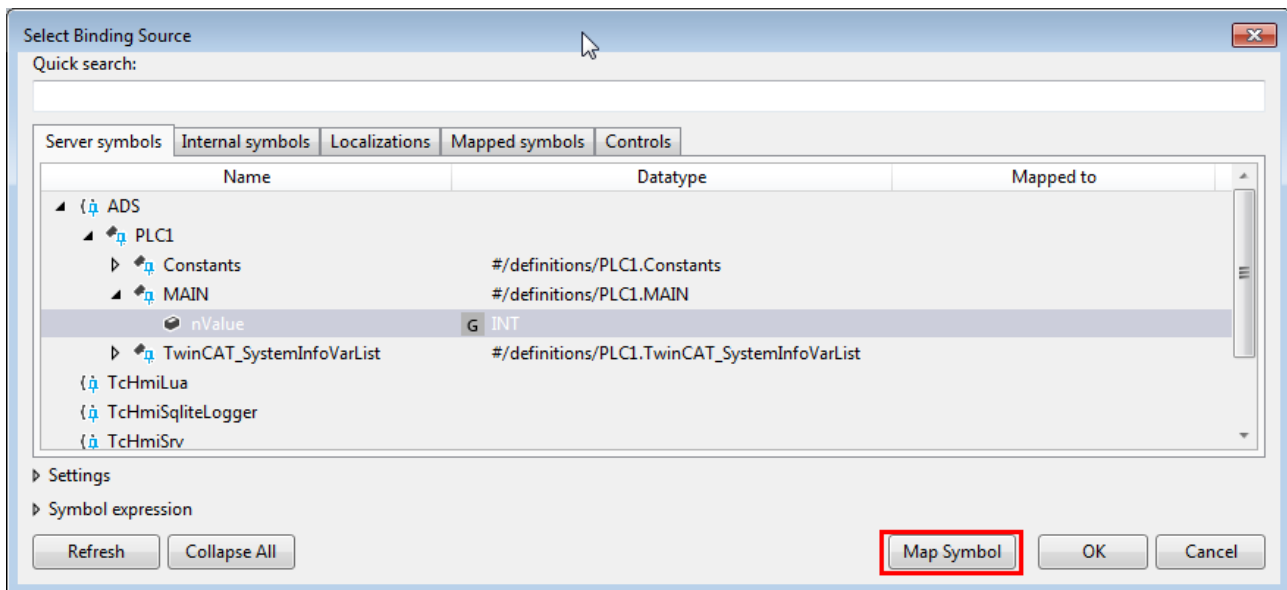 Select Binding Source
Quick search:
Server symbols Internal symbols Localizations Mapped symbols Controls
Name Datatype Mapped to
ADS
PLC1
Constants #/definitions/PLC1.Constants
MAIN #/definitions/PLC1.MAIN
nValue G INT
TwinCAT_SystemInfoVarList #/definitions/PLC1.TwinCAT_SystemInfoVarList
TcHmiLua
TcHmiSqliteLogger
TcHmiSrv
Settings
Symbol expression
Refresh Collapse All Map Symbol OK Cancel